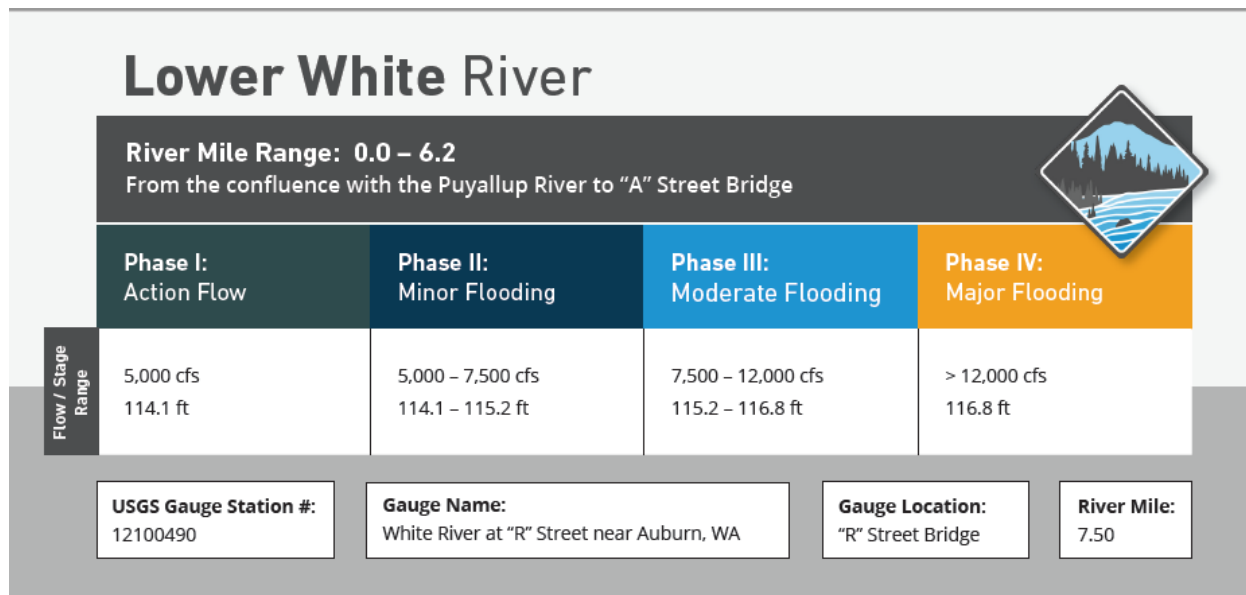 Lower White River
River Mile Range: 0.0 – 6.2
From the confluence with the Puyallup River to “A” Street Bridge
Phase I:
Action Flow
Phase II:
Minor Flooding
Phase III:
Moderate Flooding
Phase IV:
Major Flooding
Flow / Stage
Range
5,000 cfs
114.1 ft
5,000 – 7,500 cfs
114.1 – 115.2 ft
7,500 – 12,000 cfs
115.2 – 116.8 ft
> 12,000 cfs
116.8 ft
USGS Gauge Station #:
12100490
Gauge Name:
White River at “R” Street near Auburn, WA
Gauge Location:
“R” Street Bridge
River Mile:
7.50